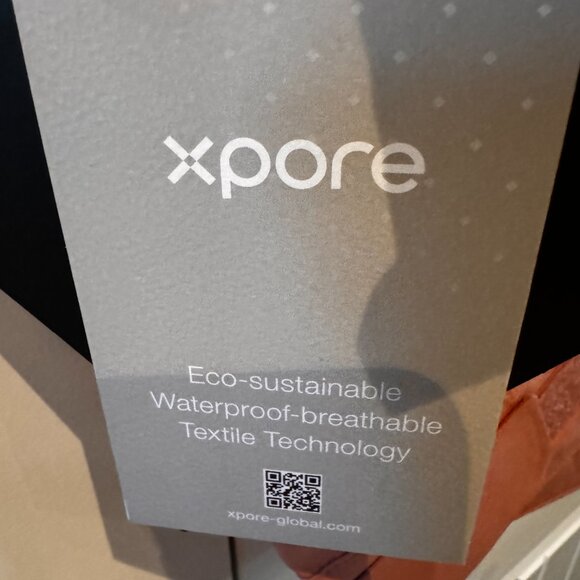 xpore
Eco-sustainable
Waterproof-breathable
Textile Technology
xpore-global.com